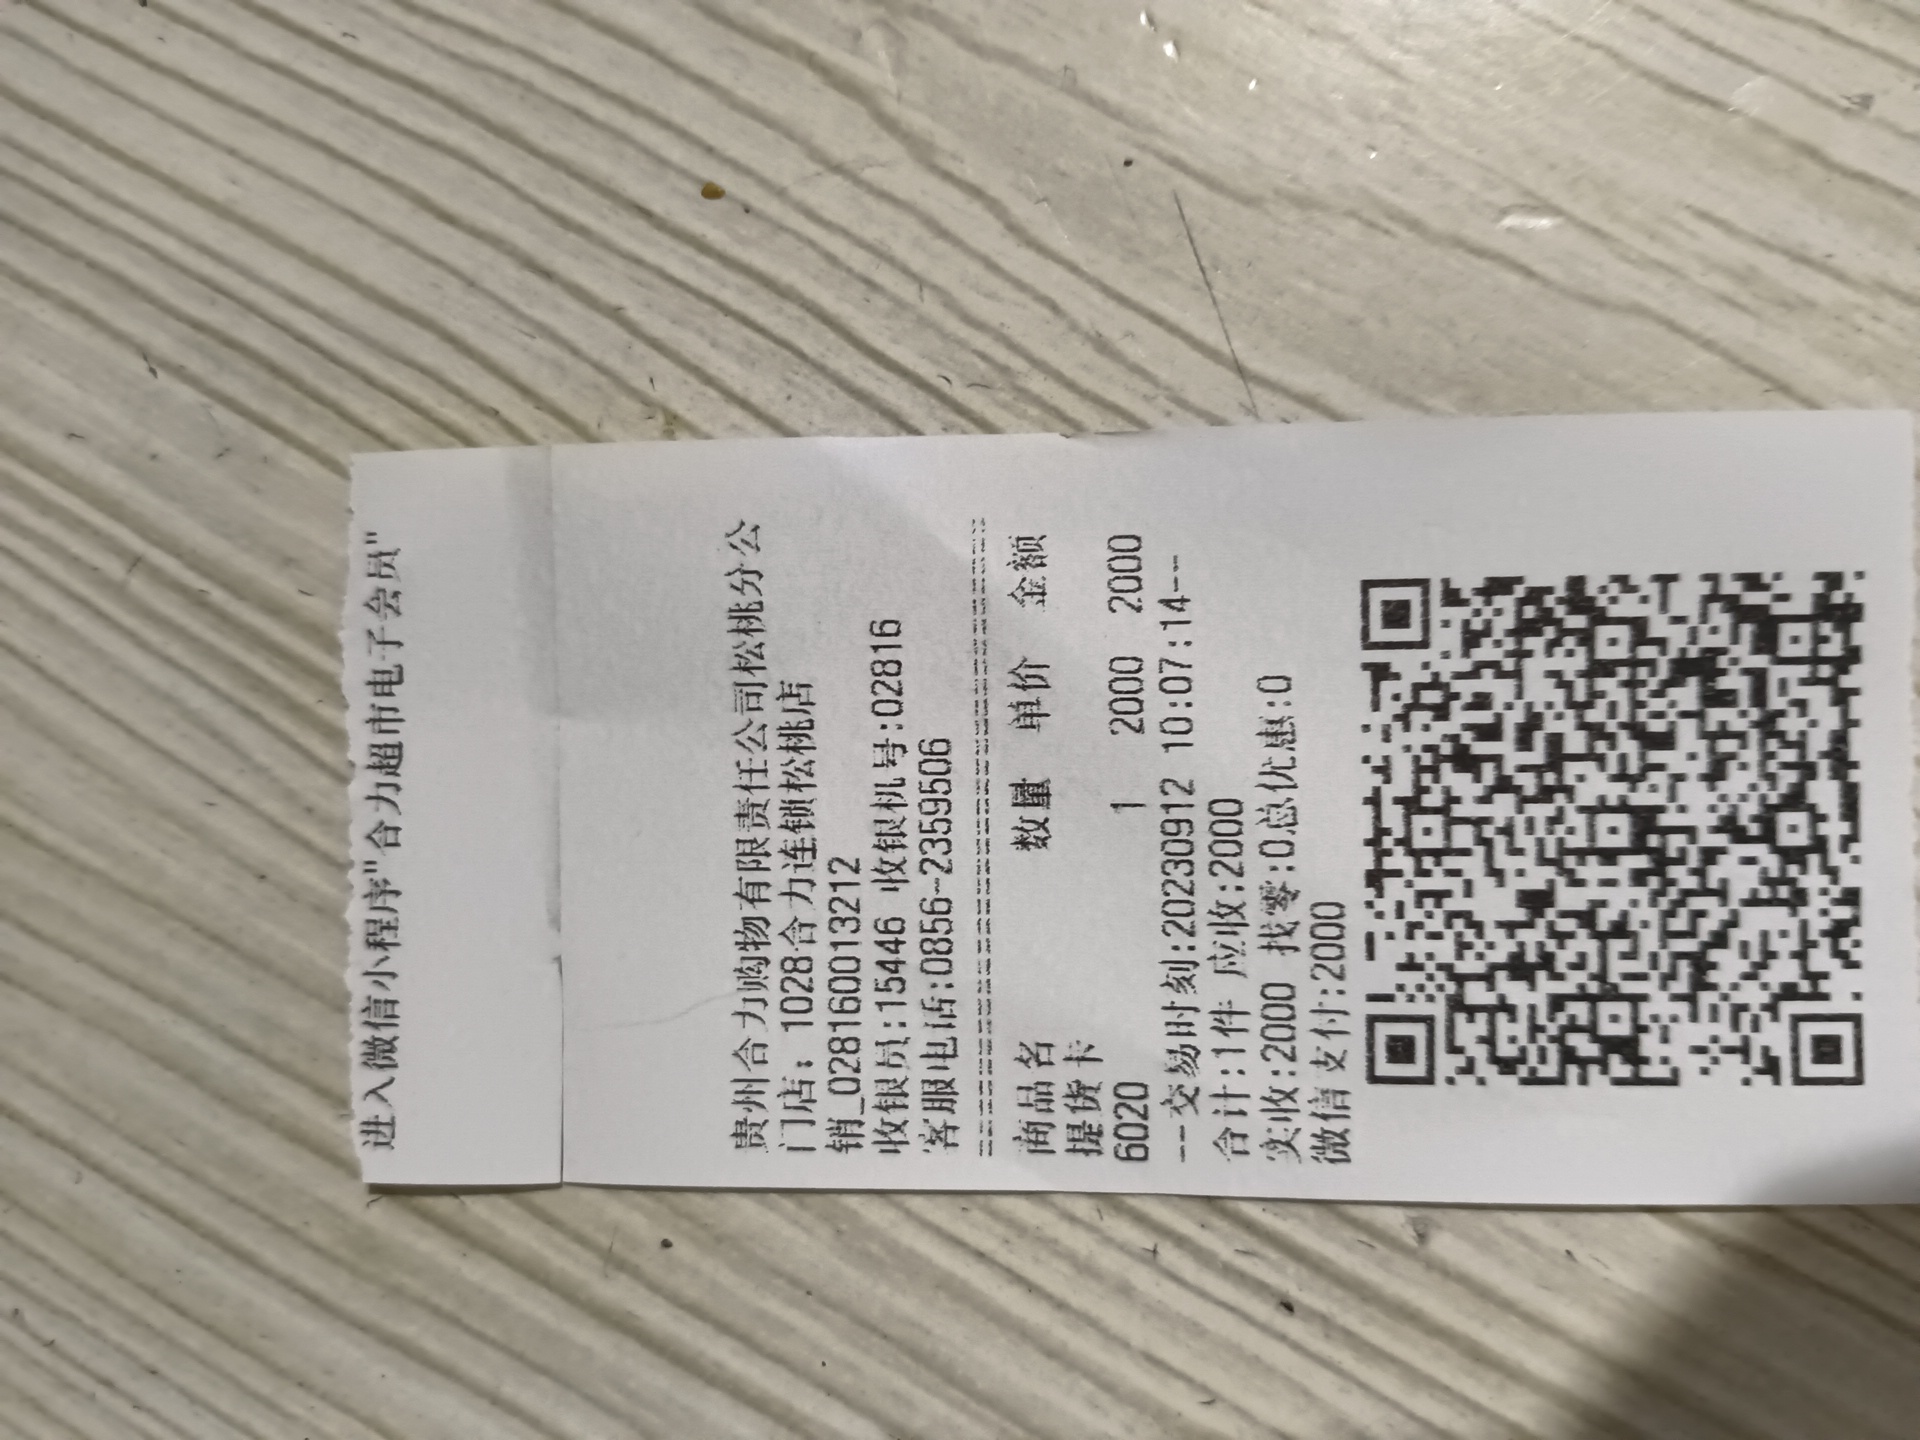 进入微信小程序"合力超市电子会员"
贵州合力购物有限责任公司松桃分公
门店: 1028合力连锁松桃店
销_028160013212
收银员:15446 收银机号:02816
客服电话:0856-2359506
商品名 数量 单价 金额
提货卡
6020 1 2000 2000
--交易时刻:20230912 10:07:14--
合计:1件 应收:2000
实收:2000 找零:0总优惠:0
微信支付:2000